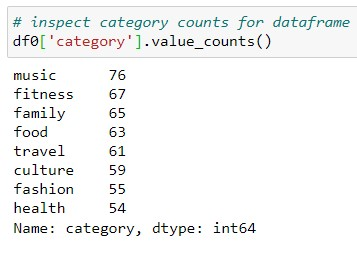 # inspect category counts for dataframe
df0['category'].value_counts()
music 76
fitness 67
family 65
food 63
travel 61
culture 59
fashion 55
health 54
Name: category, dtype: int64